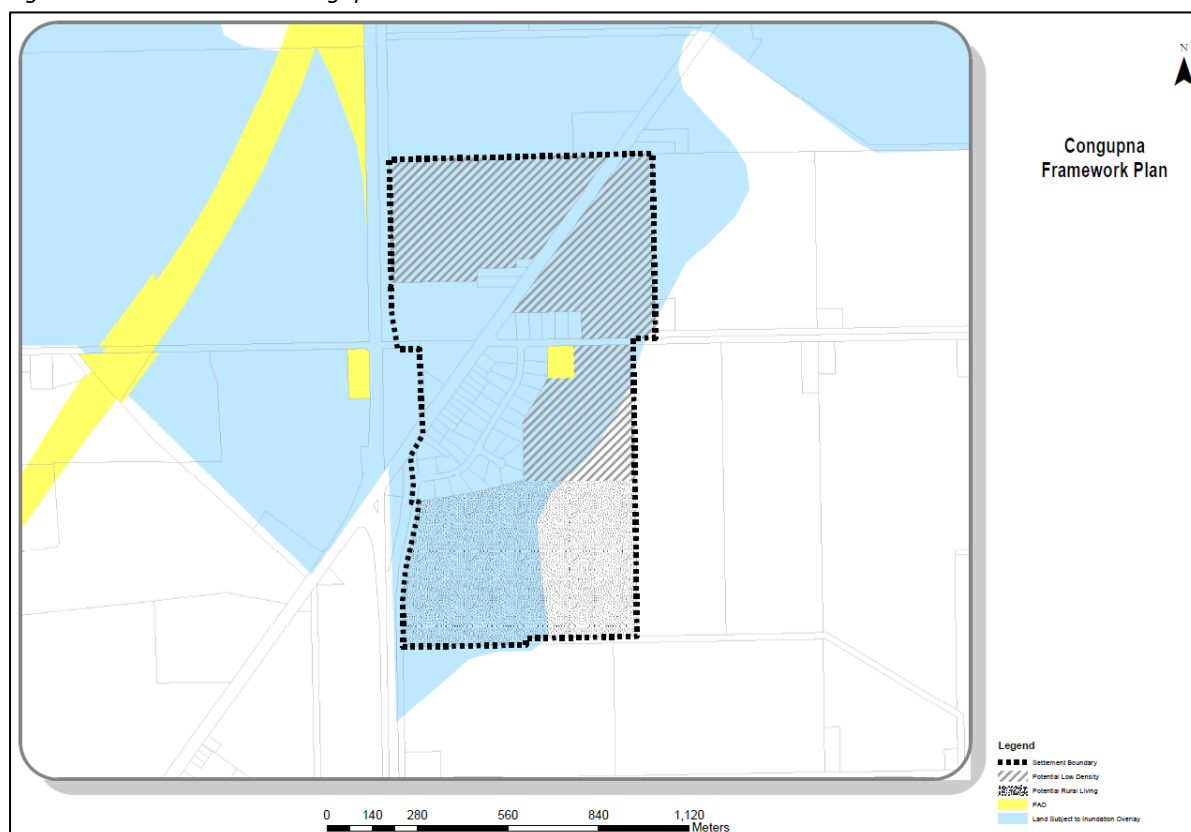 N
Congupna
Framework Plan
Legend
Settlement Boundary
Potential Low Density
Potential Rural Living
PAO
Land Subject to Inundation Overlay
0 140 280 560 840 1,120
Meters